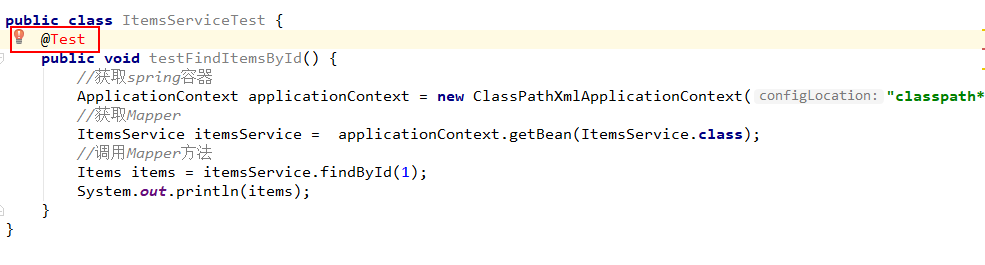 public class ItemsServiceTest {
@Test
public void testFindItemsById() {
//获取spring容器
ApplicationContext applicationContext = new ClassPathXmlApplicationContext( configLocation: "classpath*
//获取Mapper
ItemsService itemsService =  applicationContext.getBean(ItemsService.class);
//调用Mapper方法
Items items = itemsService.findById(1);
System.out.println(items);
}
}